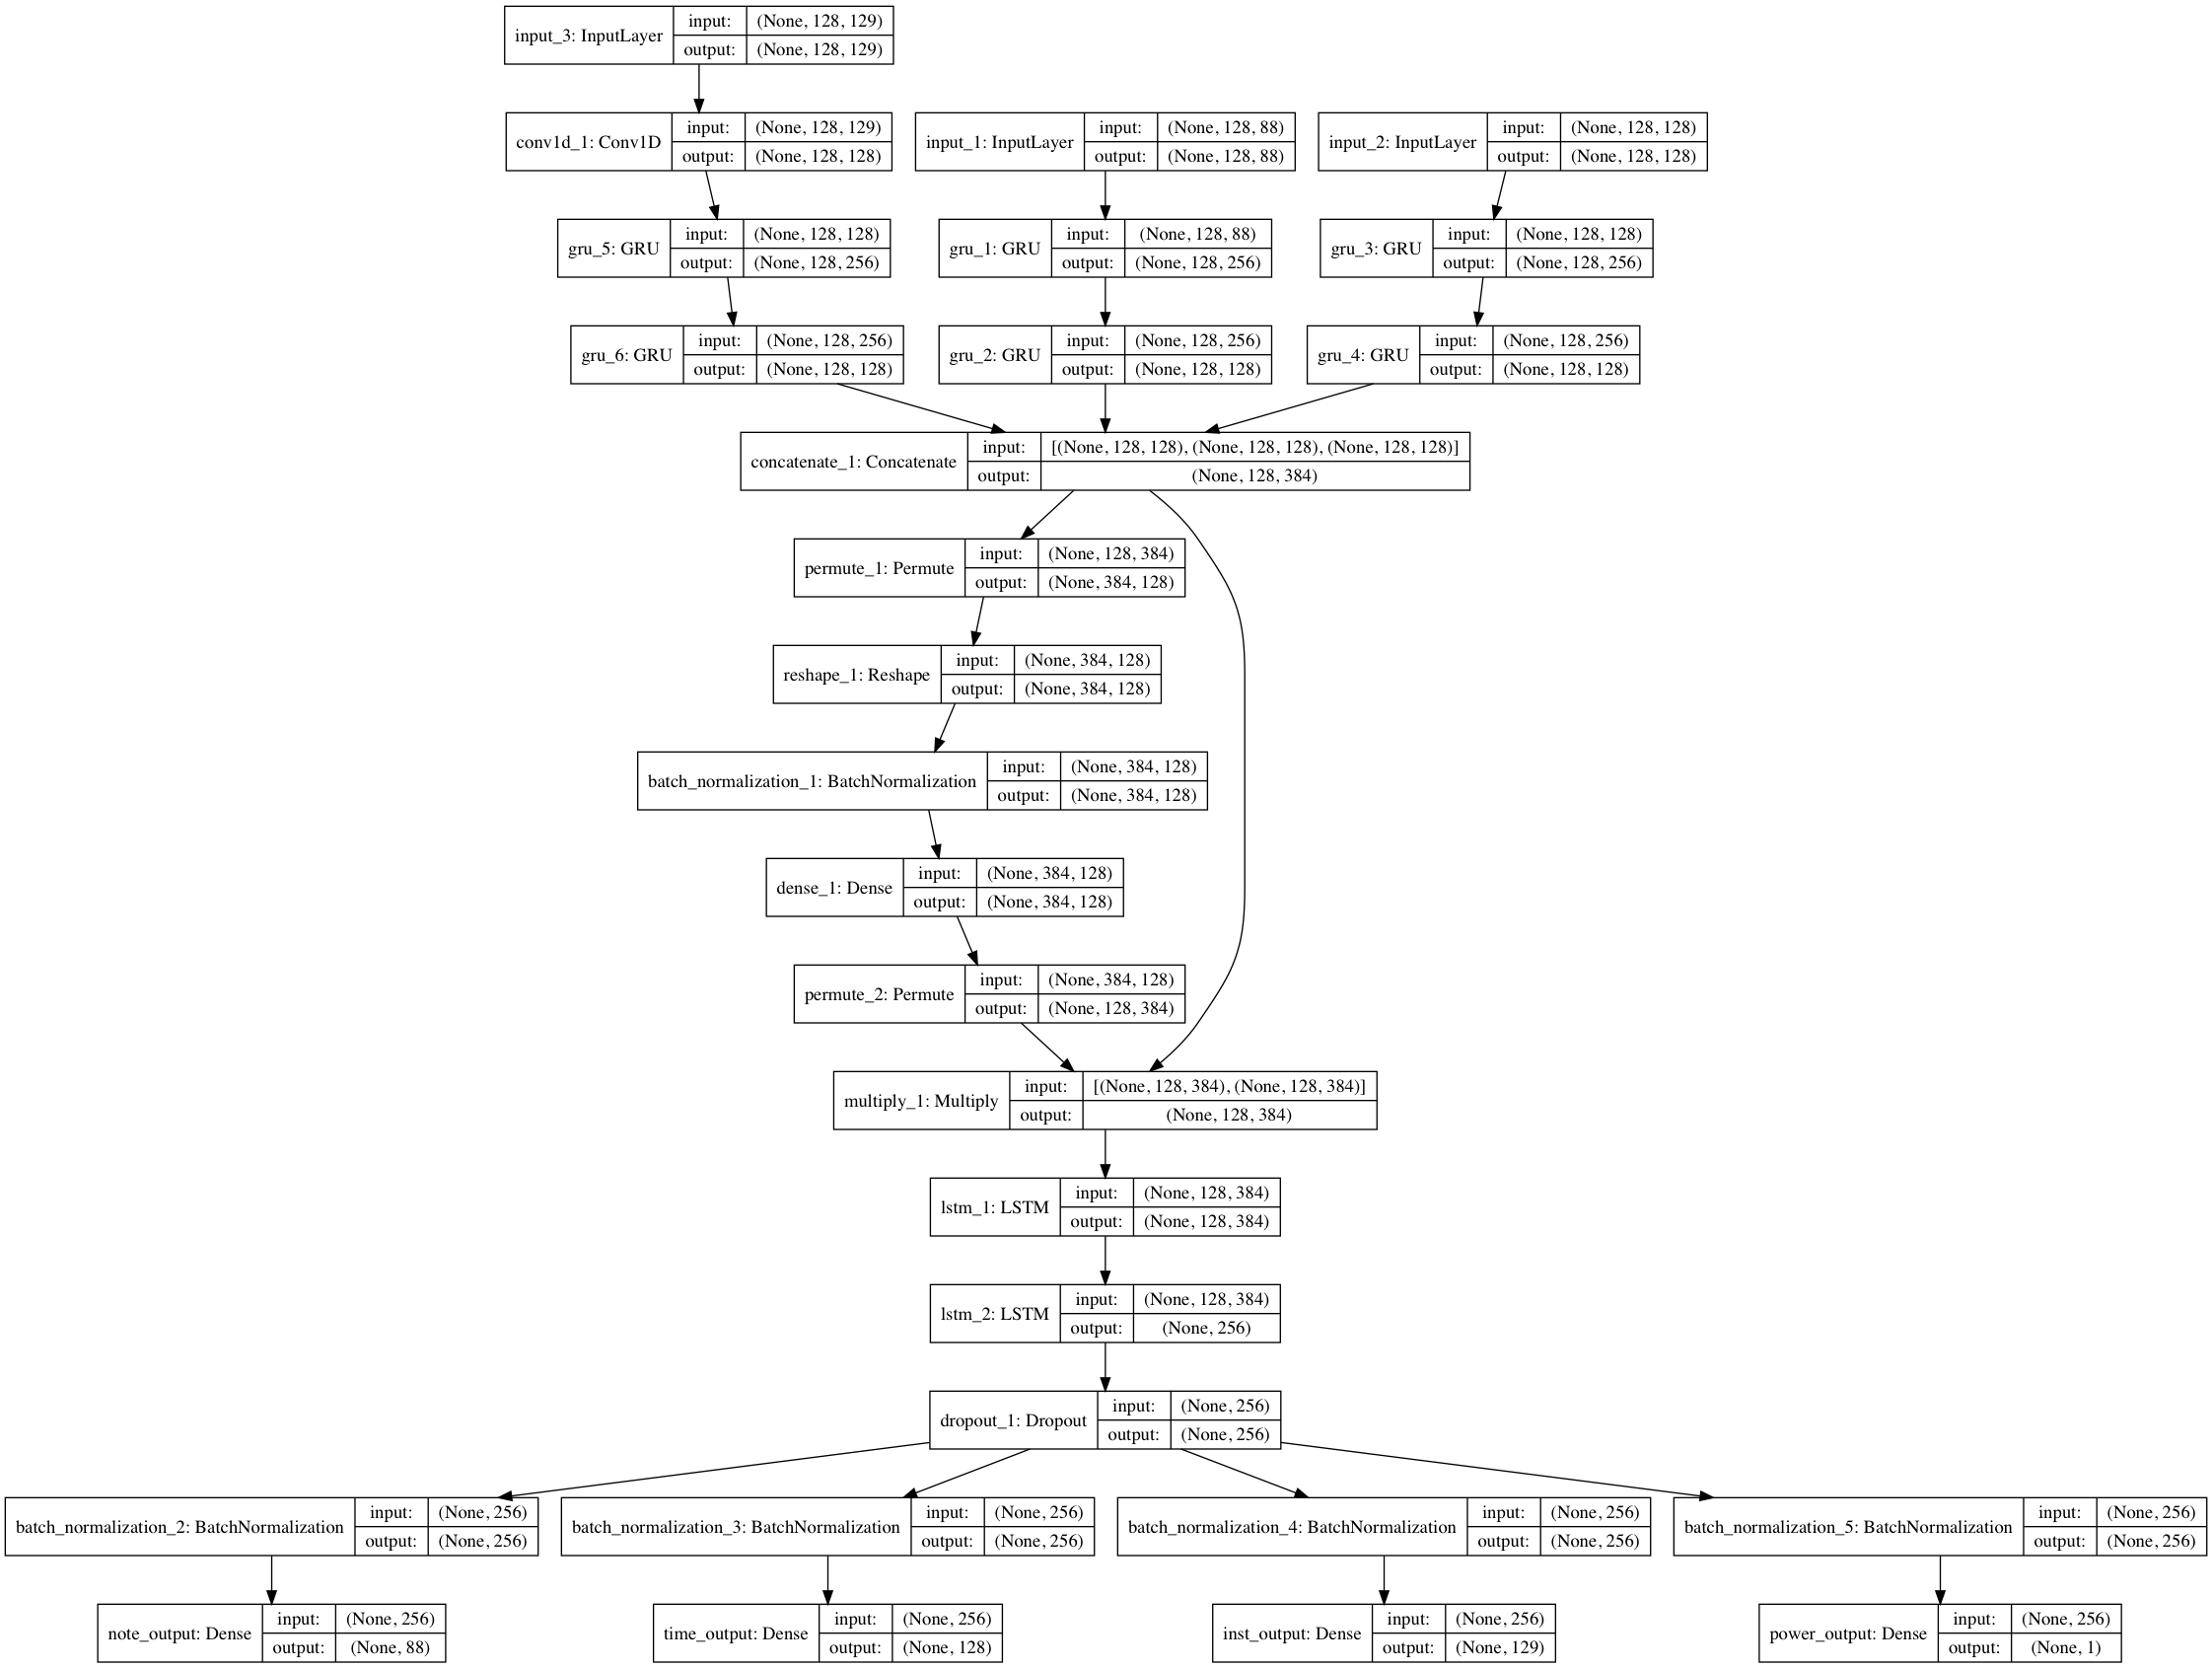 input_3: InputLayer
input: (None, 128, 129)
output: (None, 128, 129)
conv1d_1: Conv1D
input: (None, 128, 129)
output: (None, 128, 128)
input_1: InputLayer
input: (None, 128, 88)
output: (None, 128, 88)
input_2: InputLayer
input: (None, 128, 128)
output: (None, 128, 128)
gru_5: GRU
input: (None, 128, 128)
output: (None, 128, 256)
gru_1: GRU
input: (None, 128, 88)
output: (None, 128, 256)
gru_3: GRU
input: (None, 128, 128)
output: (None, 128, 256)
gru_6: GRU
input: (None, 128, 256)
output: (None, 128, 128)
gru_2: GRU
input: (None, 128, 256)
output: (None, 128, 128)
gru_4: GRU
input: (None, 128, 256)
output: (None, 128, 128)
concatenate_1: Concatenate
input: [(None, 128, 128), (None, 128, 128), (None, 128, 128)]
output: (None, 128, 384)
permute_1: Permute
input: (None, 128, 384)
output: (None, 384, 128)
reshape_1: Reshape
input: (None, 384, 128)
output: (None, 384, 128)
batch_normalization_1: BatchNormalization
input: (None, 384, 128)
output: (None, 384, 128)
dense_1: Dense
input: (None, 384, 128)
output: (None, 384, 128)
permute_2: Permute
input: (None, 384, 128)
output: (None, 128, 384)
multiply_1: Multiply
input: [(None, 128, 384), (None, 128, 384)]
output: (None, 128, 384)
lstm_1: LSTM
input: (None, 128, 384)
output: (None, 128, 384)
lstm_2: LSTM
input: (None, 128, 384)
output: (None, 256)
dropout_1: Dropout
input: (None, 256)
output: (None, 256)
batch_normalization_2: BatchNormalization
input: (None, 256)
output: (None, 256)
batch_normalization_3: BatchNormalization
input: (None, 256)
output: (None, 256)
batch_normalization_4: BatchNormalization
input: (None, 256)
output: (None, 256)
batch_normalization_5: BatchNormalization
input: (None, 256)
output: (None, 256)
note_output: Dense
input: (None, 256)
output: (None, 88)
time_output: Dense
input: (None, 256)
output: (None, 128)
inst_output: Dense
input: (None, 256)
output: (None, 129)
power_output: Dense
input: (None, 256)
output: (None, 1)